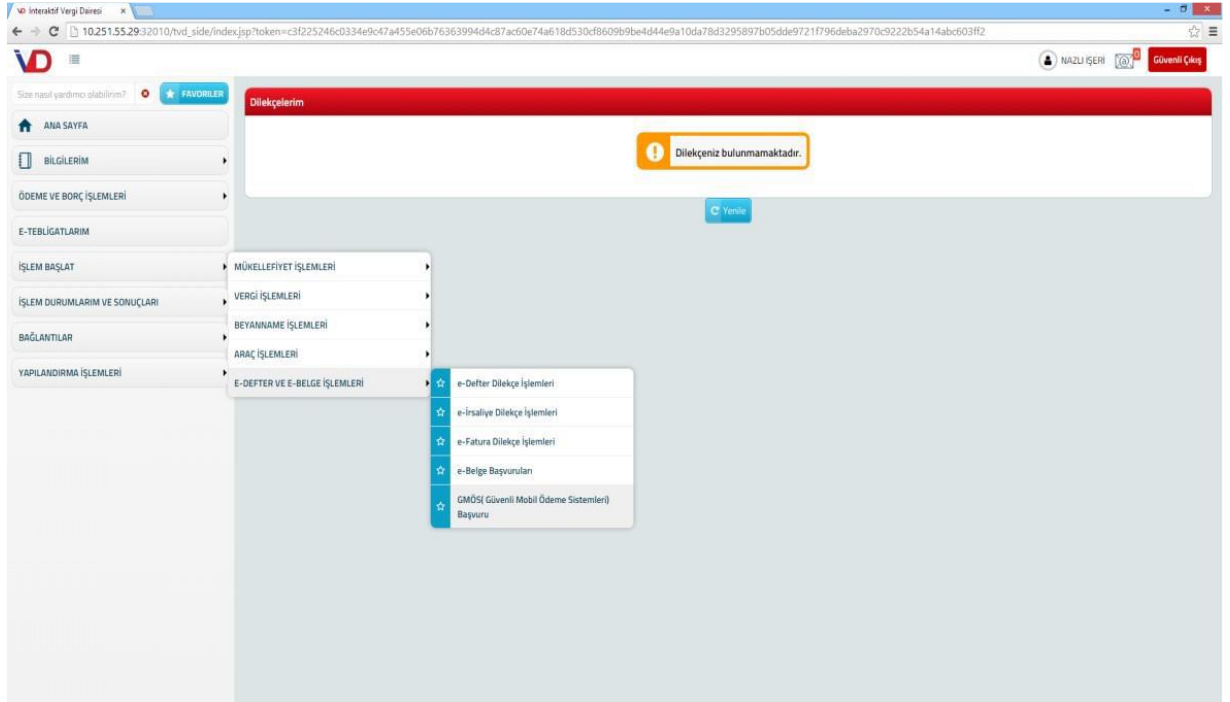 İnteraktif Vergi Dairesi
10.251.55.29:32010/tvd_side/index.jsp?token=c3f225246c0334e9c47a455e06b76363994d4c87ac60e74a618d530cf8609b9be4d44e9a10da78d3295897b05dde9721f796deba2970c9222b54a14abc603ff2
VD
NAZLI İŞERİ
0
Güvenli Çıkış
Size nasıl yardımcı olabilirim?
FAVORİLER
Dilekçelerim
ANA SAYFA
Dilekçeniz bulunmamaktadır.
BİLGİLERİM
ÖDEME VE BORÇ İŞLEMLERİ
Yenile
E-TEBLİGATLARIM
İŞLEM BAŞLAT
MÜKELLEFİYET İŞLEMLERİ
VERGİ İŞLEMLERİ
İŞLEM DURUMLARIM VE SONUÇLARI
BEYANNAME İŞLEMLERİ
BAĞLANTILAR
ARAÇ İŞLEMLERİ
YAPILANDIRMA İŞLEMLERİ
E-DEFTER VE E-BELGE İŞLEMLERİ
e-Defter Dilekçe İşlemleri
e-İrsaliye Dilekçe İşlemleri
e-Fatura Dilekçe İşlemleri
e-Belge Başvuruları
GMÖS( Güvenli Mobil Ödeme Sistemleri)
Başvuru